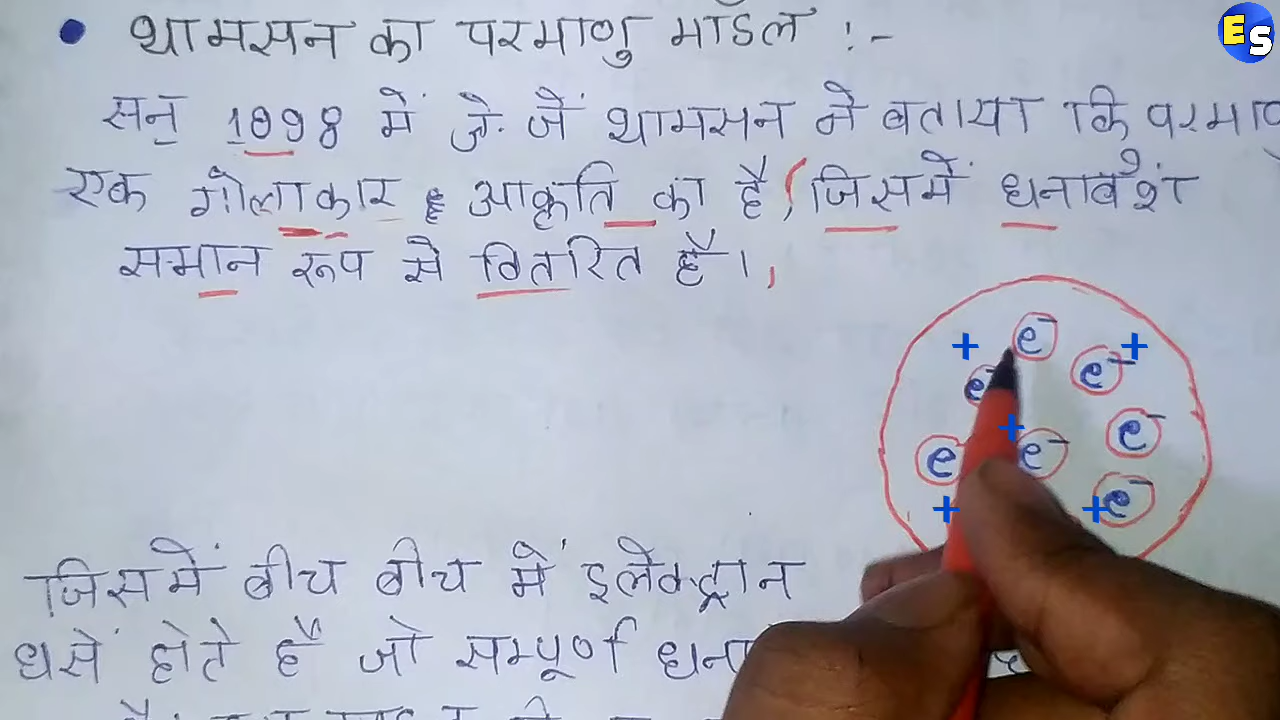 थामसन का परमाणु मॉडल :-
ES
सन् 1898 में जे. जें थामसन ने बताया कि परमाणु
एक गोलाकार आकृति का है, जिसमें धनावेशं
समान रूप से वितरित है।
+ e⁻ +
e⁻ e⁻
+ e⁻
e e⁻
+ + e⁻
जिसमें बीच बीच में इलेक्ट्रान
धसें होते हैं जो सम्पूर्ण धना